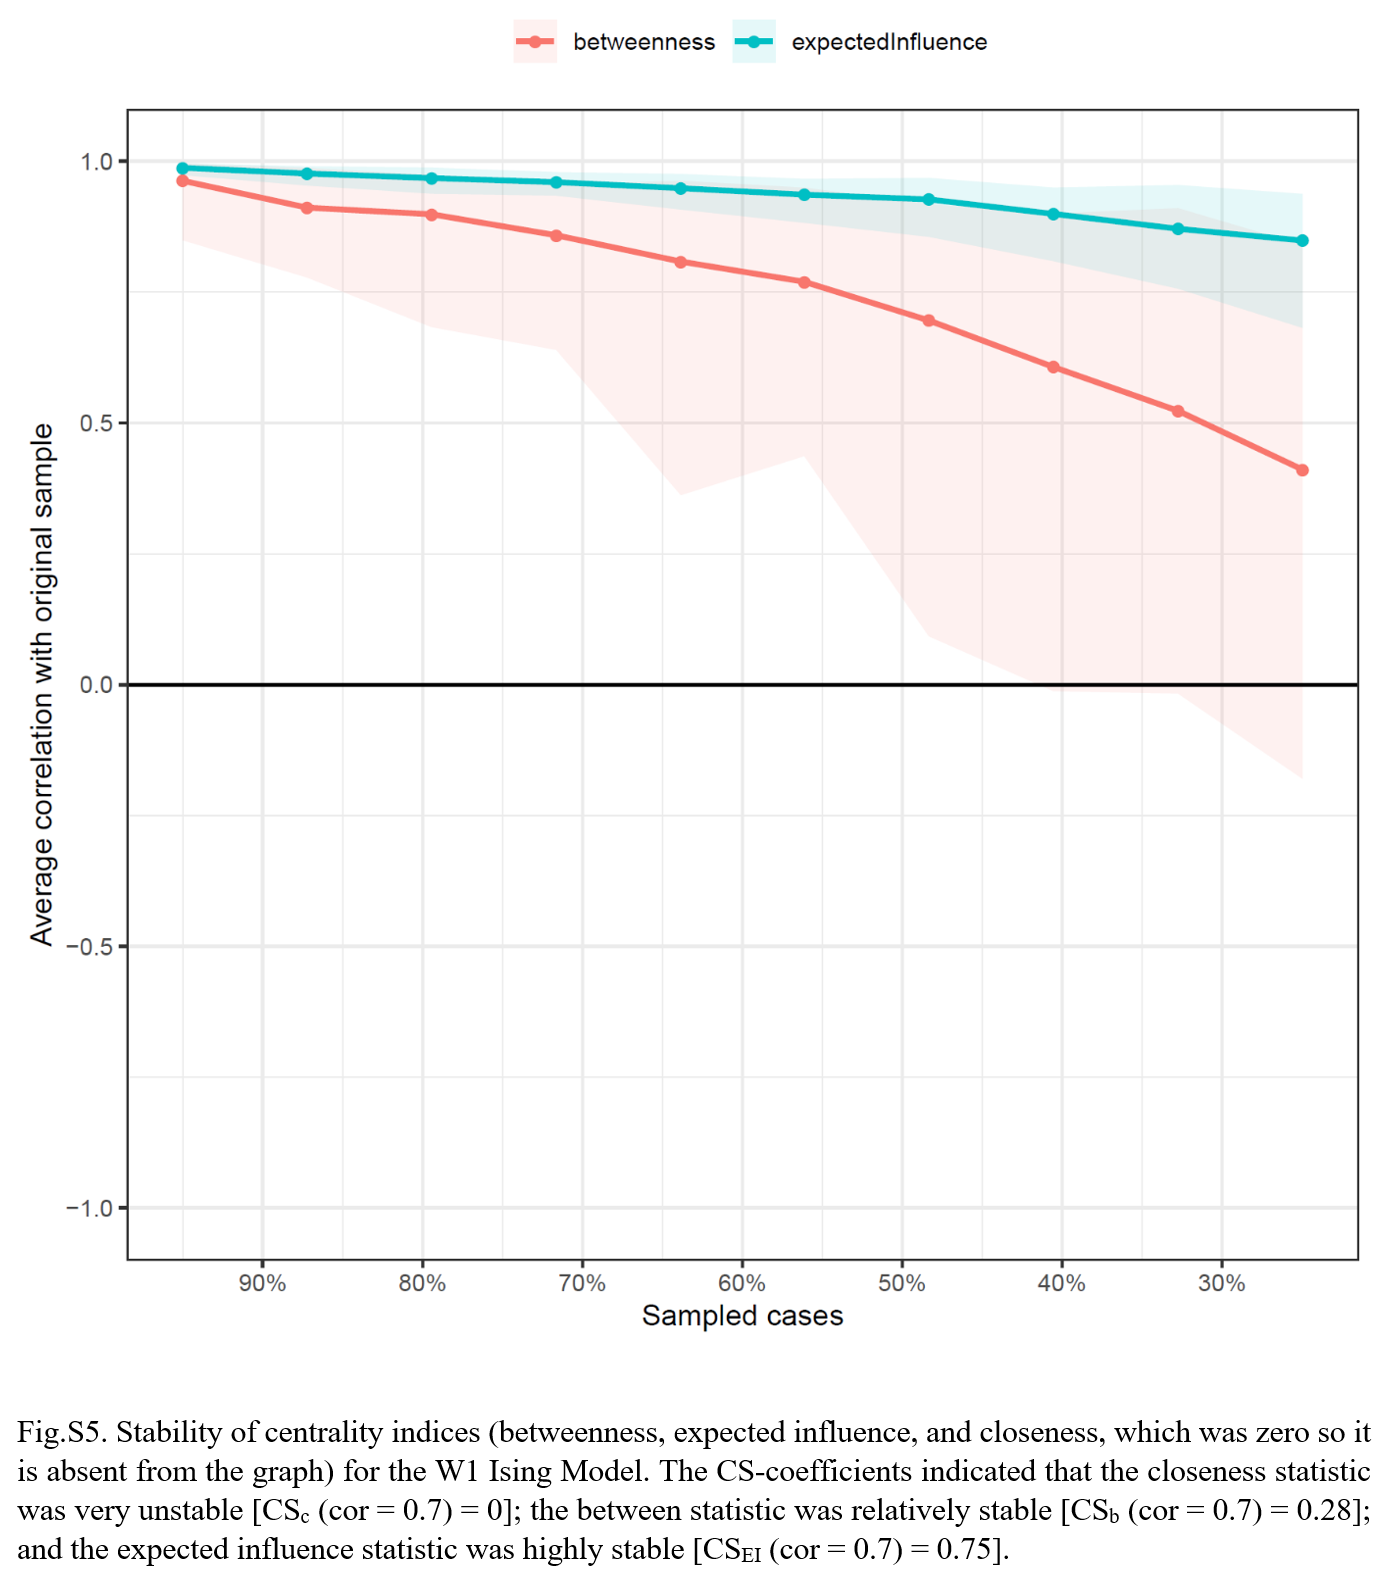 betweenness expectedInfluence
1.0
0.5
0.0
−0.5
−1.0
Average correlation with original sample
90% 80% 70% 60% 50% 40% 30%
Sampled cases
Fig.S5. Stability of centrality indices (betweenness, expected influence, and closeness, which was zero so it
is absent from the graph) for the W1 Ising Model. The CS-coefficients indicated that the closeness statistic
was very unstable [CSc (cor = 0.7) = 0]; the between statistic was relatively stable [CSb (cor = 0.7) = 0.28];
and the expected influence statistic was highly stable [CSEI (cor = 0.7) = 0.75].